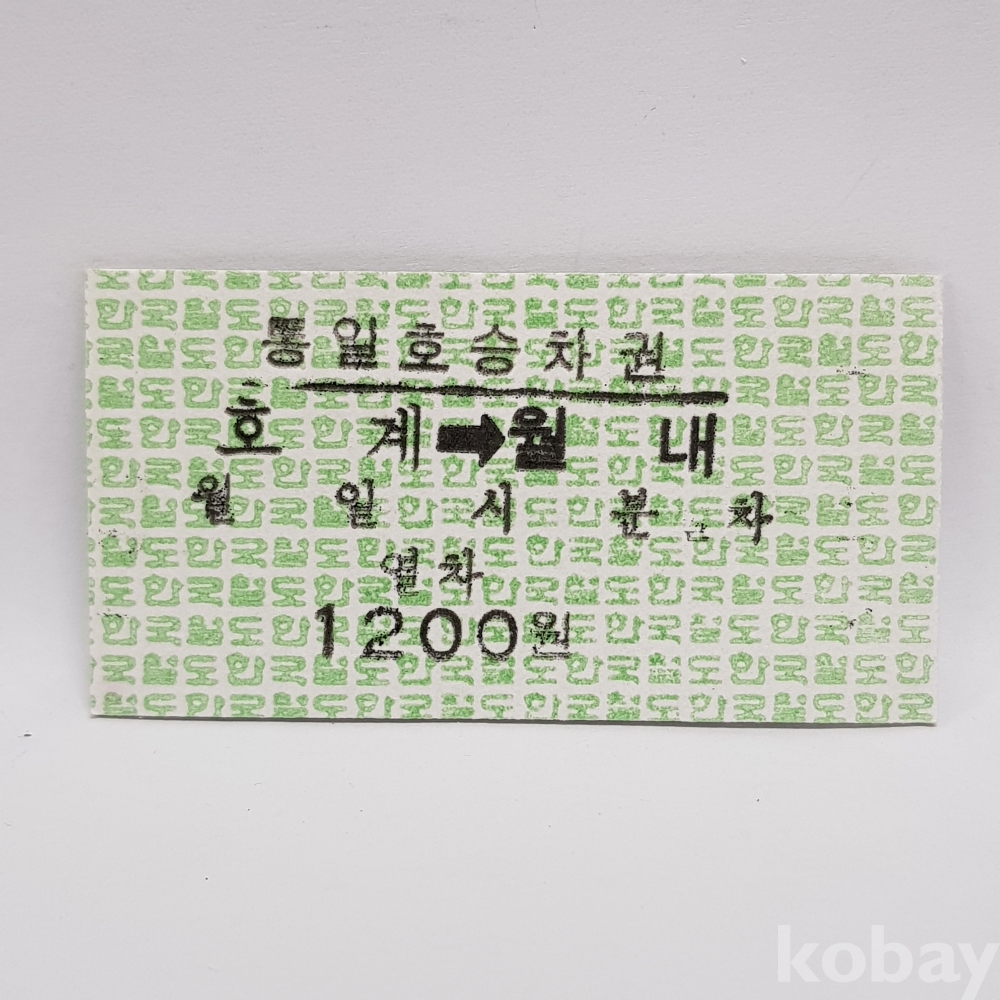 통일호승차권
호 계➡월 내
월 일 시 분 차
열차
1200원
kobay